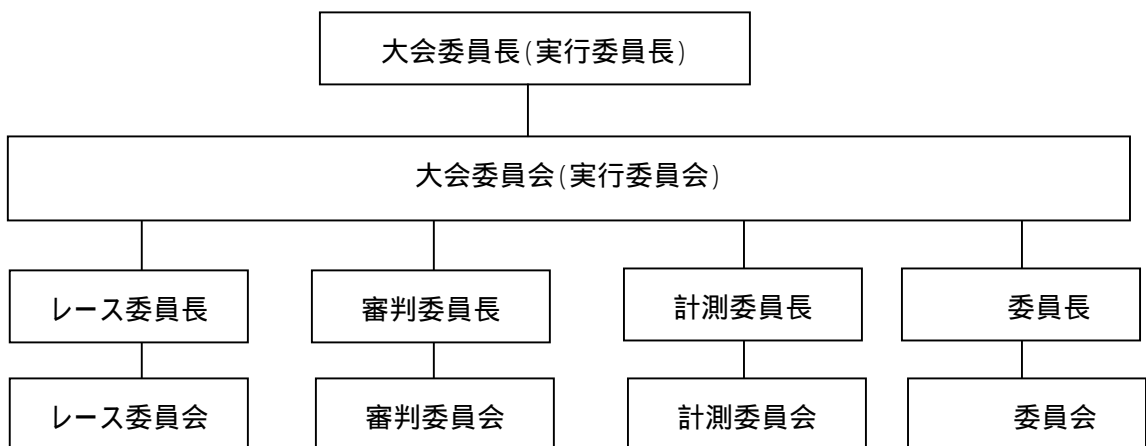 大会委員長(実行委員長)
大会委員会(実行委員会)
レース委員長 審判委員長 計測委員長 委員長
レース委員会 審判委員会 計測委員会 委員会